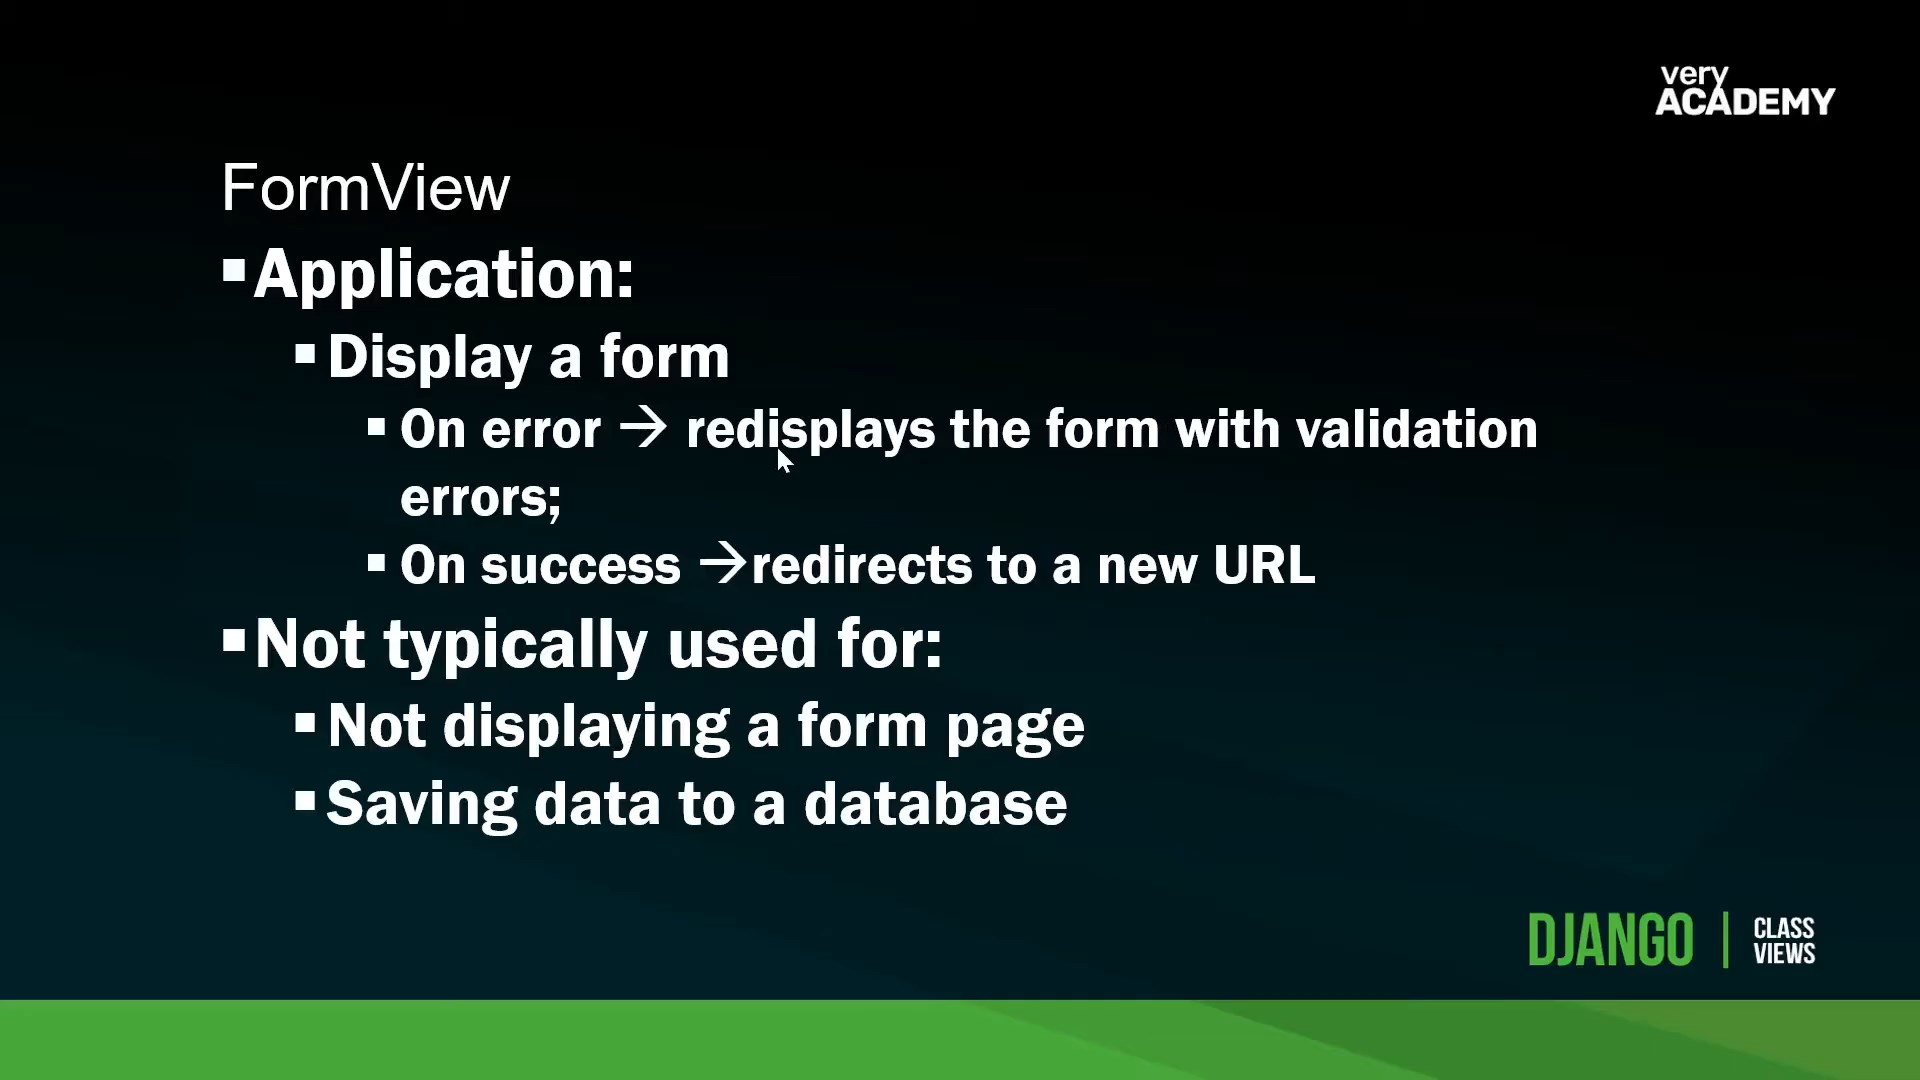 very
ACADEMY
FormView
▪Application:
▪Display a form
▪On error → redisplays the form with validation
errors;
▪On success →redirects to a new URL
▪Not typically used for:
▪Not displaying a form page
▪Saving data to a database
DJANGO | CLASS
VIEWS